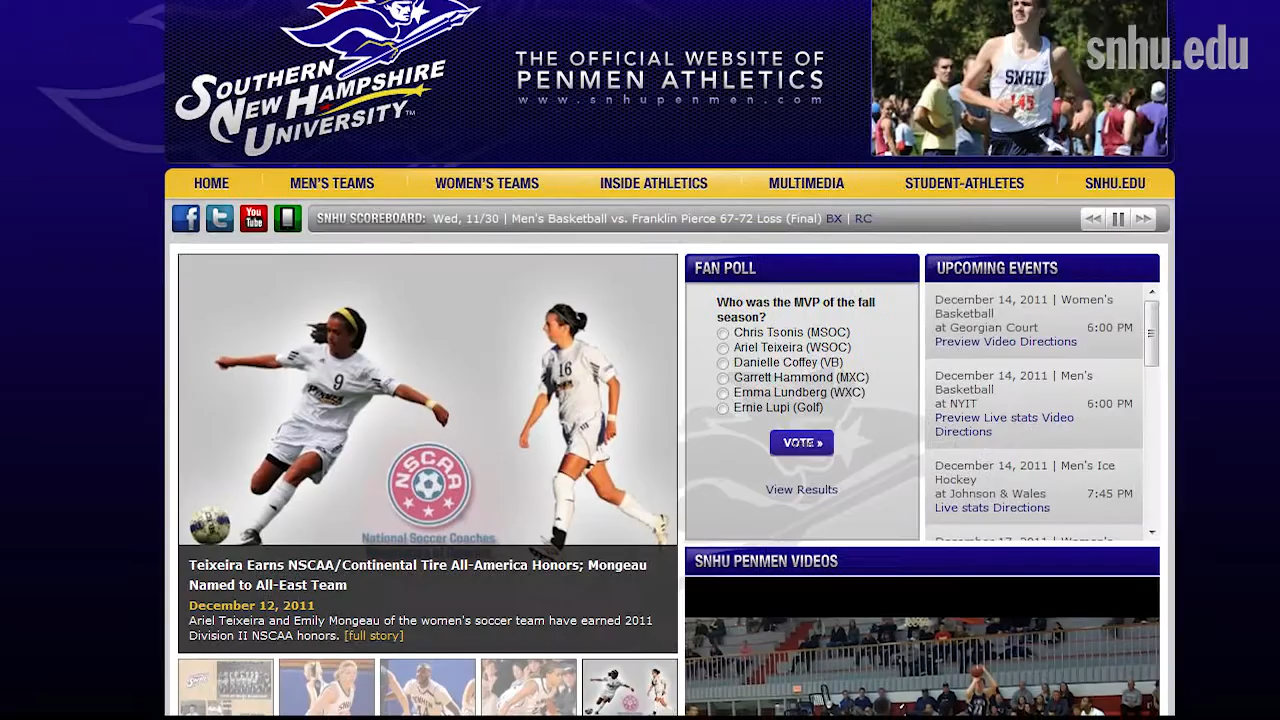 snhu.edu
SOUTHERN
NEW HAMPSHIRE
UNIVERSITY™
THE OFFICIAL WEBSITE OF
PENMEN ATHLETICS
www.snhupenmen.com
SNHU
HOME
MEN'S TEAMS
WOMEN'S TEAMS
INSIDE ATHLETICS
MULTIMEDIA
STUDENT-ATHLETES
SNHU.EDU
You
Tube
SNHU SCOREBOARD: Wed, 11/30 | Men's Basketball vs. Franklin Pierce 67-72 Loss (Final) BX | RC
9
16
NSCAA
National Soccer Coaches
Teixeira Earns NSCAA/Continental Tire All-America Honors; Mongeau
Named to All-East Team
December 12, 2011
Ariel Teixeira and Emily Mongeau of the women's soccer team have earned 2011
Division II NSCAA honors. [full story]
FAN POLL
Who was the MVP of the fall
season?
Chris Tsonis (MSOC)
Ariel Teixeira (WSOC)
Danielle Coffey (VB)
Garrett Hammond (MXC)
Emma Lundberg (WXC)
Ernie Lupi (Golf)
VOTE »
View Results
UPCOMING EVENTS
December 14, 2011 | Women's
Basketball
at Georgian Court 6:00 PM
Preview Video Directions
December 14, 2011 | Men's
Basketball
at NYIT 6:00 PM
Preview Live stats Video
Directions
December 14, 2011 | Men's Ice
Hockey
at Johnson & Wales 7:45 PM
Live stats Directions
SNHU PENMEN VIDEOS